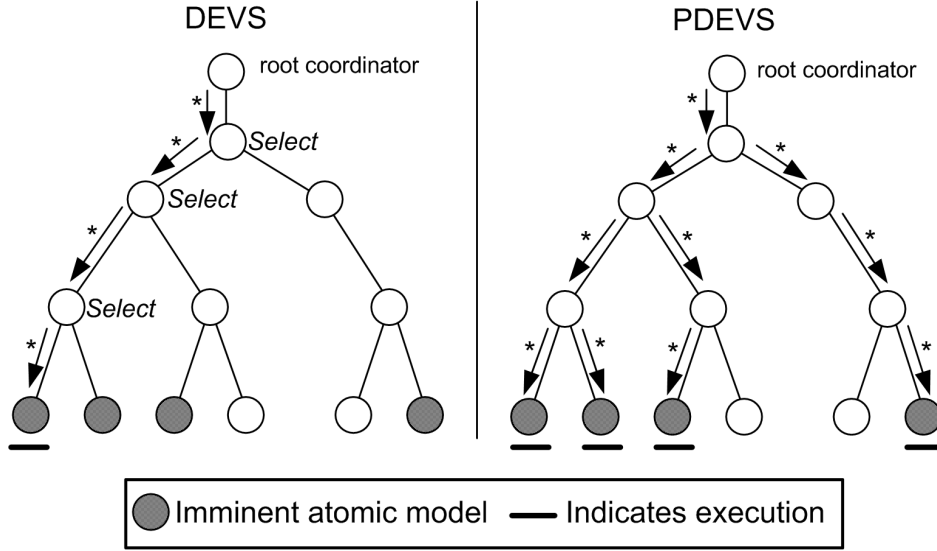 DEVS
root coordinator
*
*
Select
Select
*
Select
*
PDEVS
root coordinator
*
*
*
*
*
*
*
*
*
*
Imminent atomic model
Indicates execution